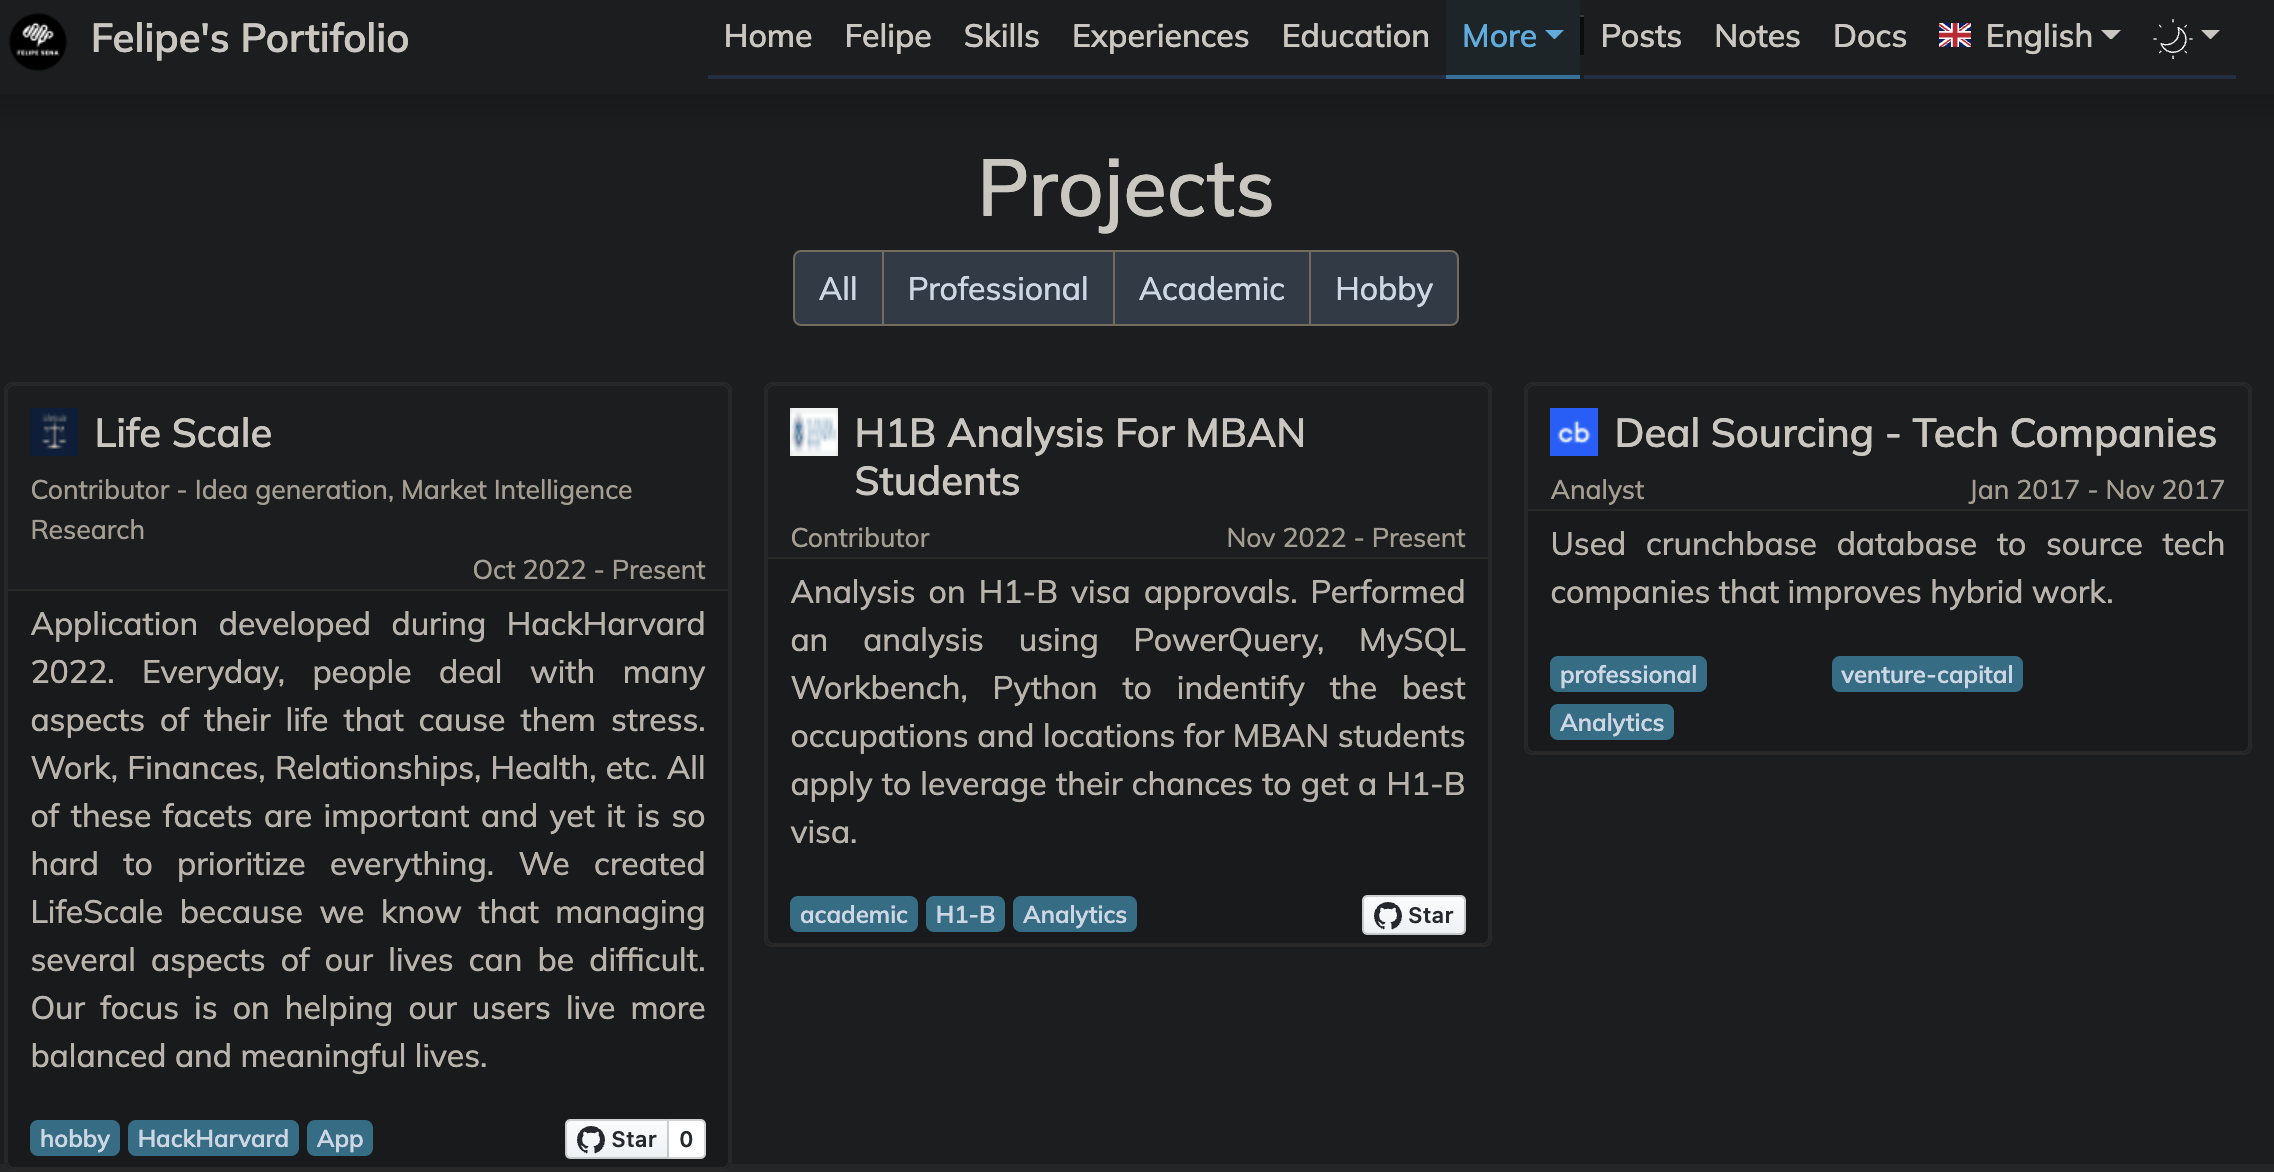 FELIPE SENA
Felipe's Portifolio
Home Felipe Skills Experiences Education More Posts Notes Docs English
Projects
All Professional Academic Hobby
Life Scale
Contributor - Idea generation, Market Intelligence
Research
Oct 2022 - Present
Application developed during HackHarvard
2022. Everyday, people deal with many
aspects of their life that cause them stress.
Work, Finances, Relationships, Health, etc. All
of these facets are important and yet it is so
hard to prioritize everything. We created
LifeScale because we know that managing
several aspects of our lives can be difficult.
Our focus is on helping our users live more
balanced and meaningful lives.
hobby HackHarvard App Star 0
H1B Analysis For MBAN
Students
Contributor Nov 2022 - Present
Analysis on H1-B visa approvals. Performed
an analysis using PowerQuery, MySQL
Workbench, Python to indentify the best
occupations and locations for MBAN students
apply to leverage their chances to get a H1-B
visa.
academic H1-B Analytics Star
cb Deal Sourcing - Tech Companies
Analyst Jan 2017 - Nov 2017
Used crunchbase database to source tech
companies that improves hybrid work.
professional venture-capital
Analytics